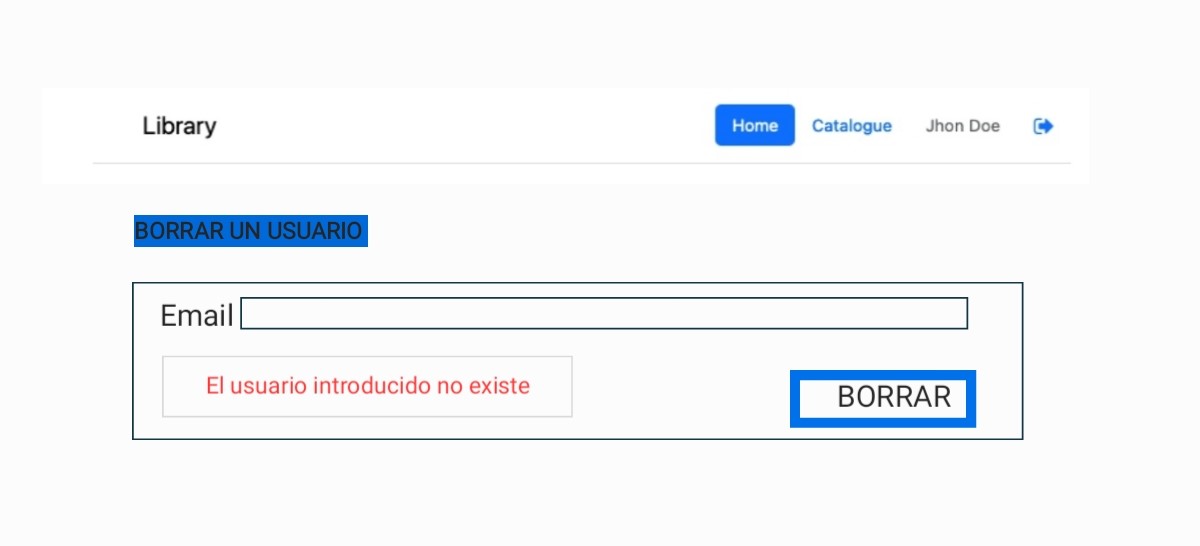 Library
Home Catalogue Jhon Doe
BORRAR UN USUARIO
Email
El usuario introducido no existe
BORRAR